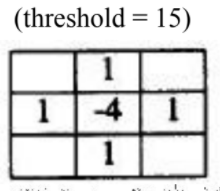 (threshold = 15)
1
1 -4 1
1